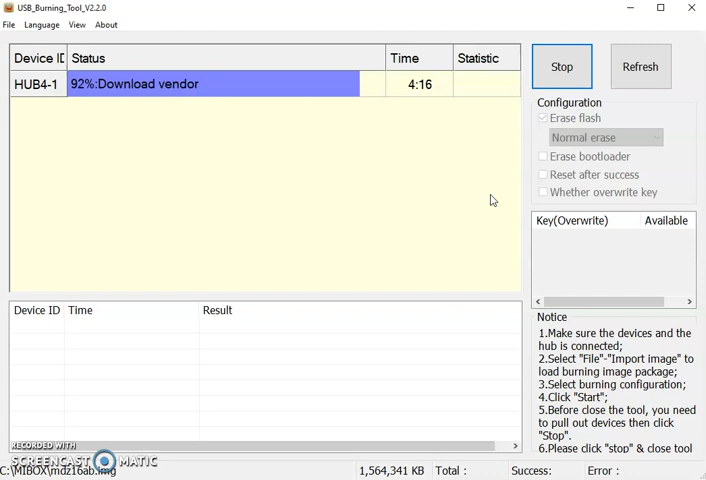 USB_Burning_Tool_V2.2.0
File Language View About
Device ID Status Time Statistic
HUB4-1 92%:Download vendor 4:16
Stop Refresh
Configuration
Erase flash
Normal erase
Erase bootloader
Reset after success
Whether overwrite key
Key(Overwrite) Available
Device ID Time Result
Notice
1.Make sure the devices and the
hub is connected;
2.Select "File"-"Import image" to
load burning image package;
3.Select burning configuration;
4.Click "Start";
5.Before close the tool, you need
to pull out devices then click
"Stop".
6.Please click "stop" & close tool
RECORDED WITH
SCREENCAST MATIC
C:\MIBOX\mdz16ab.img 1,564,341 KB Total : Success: Error :